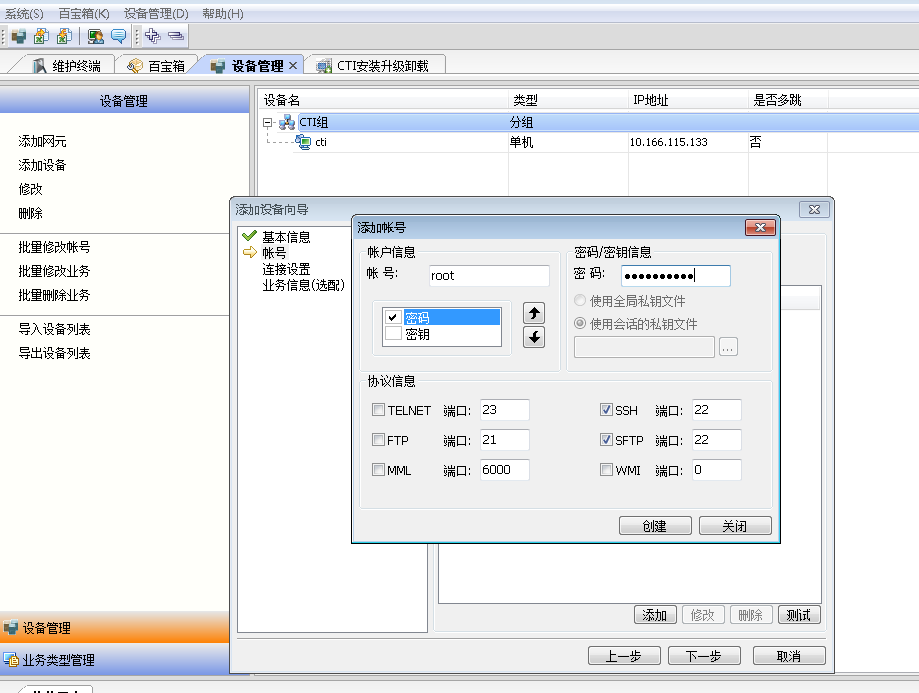 系统(S) 百宝箱(K) 设备管理(D) 帮助(H)
维护终端 百宝箱 设备管理 CTI安装升级卸载
设备管理
添加网元
添加设备
修改
删除
批量修改帐号
批量修改业务
批量删除业务
导入设备列表
导出设备列表
设备管理
业务类型管理
设备名 类型 IP地址 是否多跳
CTI组 分组
cti 单机 10.166.115.133 否
添加设备向导
基本信息
帐号
连接设置
业务信息(选配)
添加帐号
帐户信息
帐 号: root
密码
密钥
密码/密钥信息
密 码: ●●●●●●●●●●
使用全局私钥文件
使用会话的私钥文件
...
协议信息
TELNET 端口: 23 SSH 端口: 22
FTP 端口: 21 SFTP 端口: 22
MML 端口: 6000 WMI 端口: 0
创建 关闭
添加 修改 删除 测试
上一步 下一步 取消